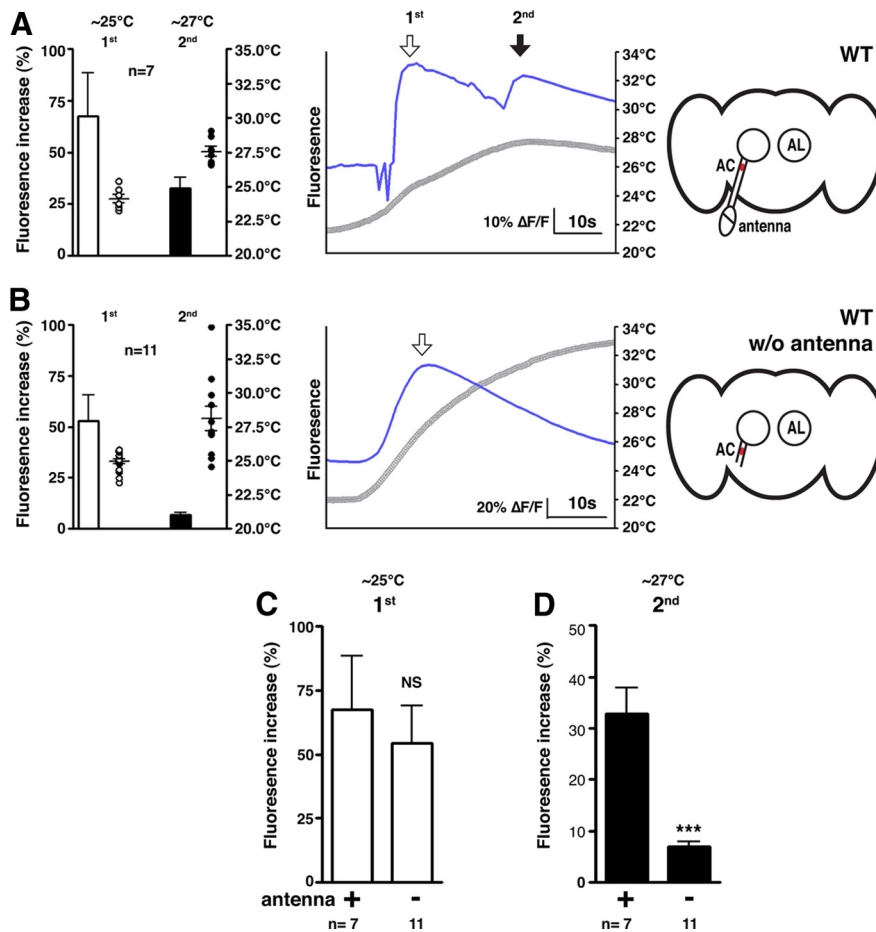 A
~25°C ~27°C
1st 2nd
n=7
Fluoresence increase (%)
100
75
50
25
0
35.0°C
32.5°C
30.0°C
27.5°C
25.0°C
22.5°C
20.0°C
1st 2nd
Fluoresence
10% ΔF/F 10s
34°C
32°C
30°C
28°C
26°C
24°C
22°C
20°C
WT
AC AL
antenna
B
1st 2nd
n=11
Fluoresence increase (%)
100
75
50
25
0
35.0°C
32.5°C
30.0°C
27.5°C
25.0°C
22.5°C
20.0°C
Fluoresence
20% ΔF/F 10s
34°C
32°C
30°C
28°C
26°C
24°C
22°C
20°C
WT
w/o antenna
AC AL
C
~25°C
1st
Fluoresence increase (%)
100
75
50
25
0
NS
antenna + -
n= 7 11
D
~27°C
2nd
Fluoresence increase (%)
50
40
30
20
10
0
***
+ -
n= 7 11